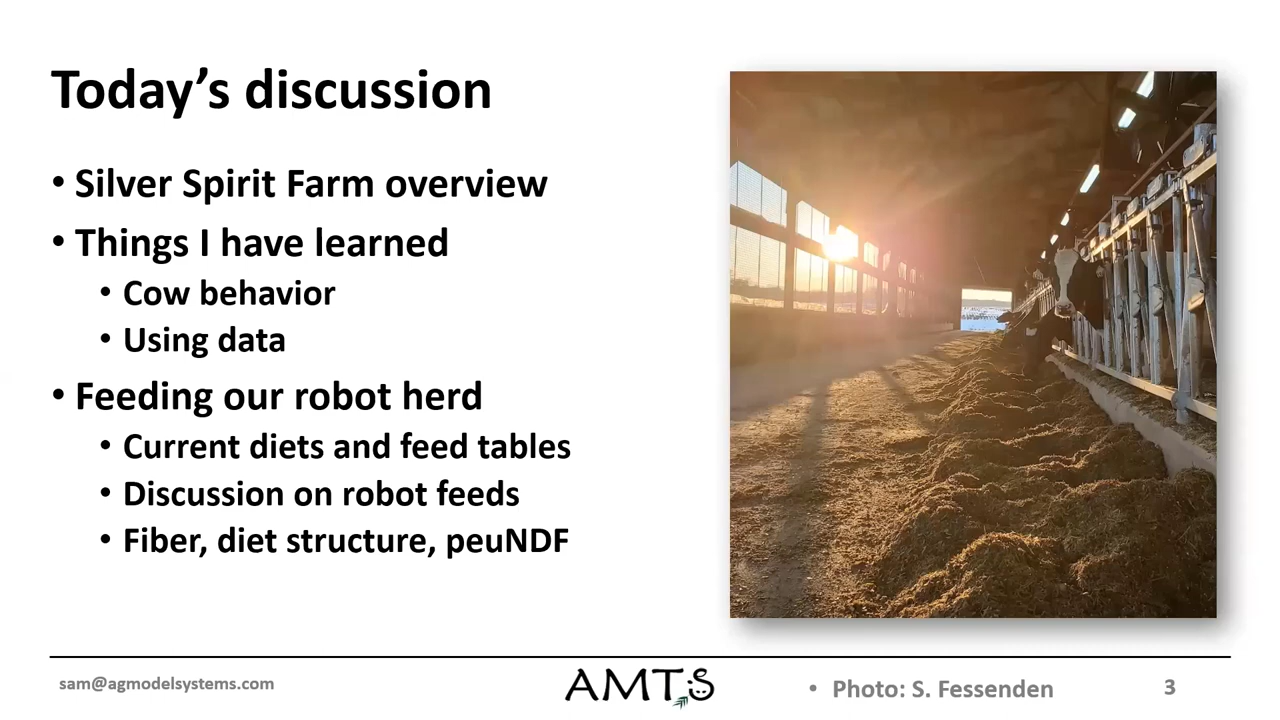 Today’s discussion
• Silver Spirit Farm overview
• Things I have learned
• Cow behavior
• Using data
• Feeding our robot herd
• Current diets and feed tables
• Discussion on robot feeds
• Fiber, diet structure, peuNDF
sam@agmodelsystems.com
AMTS
• Photo: S. Fessenden
3